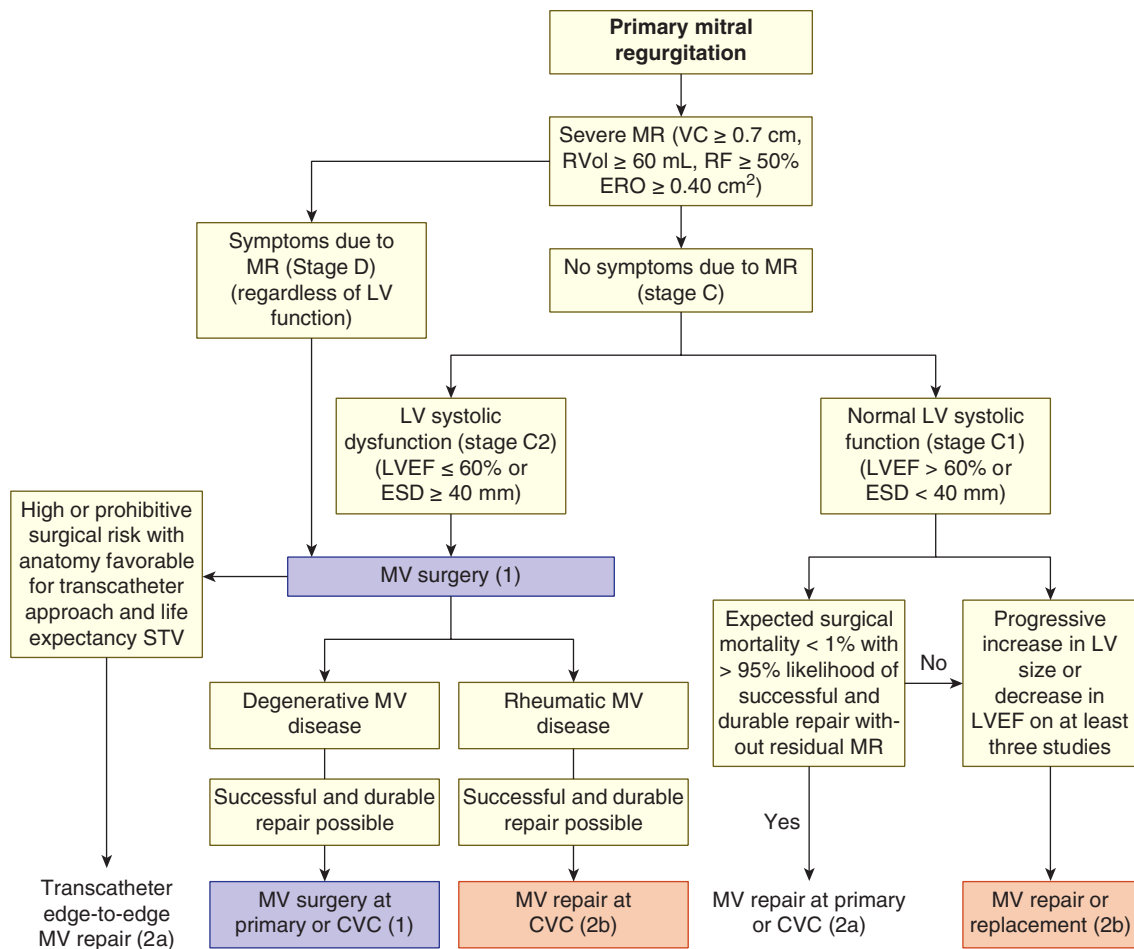 Primary mitral
regurgitation
Severe MR (VC ≥ 0.7 cm,
RVol ≥ 60 mL, RF ≥ 50%
ERO ≥ 0.40 cm²)
Symptoms due to
MR (Stage D)
(regardless of LV
function)
No symptoms due to MR
(stage C)
LV systolic
dysfunction (stage C2)
(LVEF ≤ 60% or
ESD ≥ 40 mm)
Normal LV systolic
function (stage C1)
(LVEF > 60% or
ESD < 40 mm)
High or prohibitive
surgical risk with
anatomy favorable
for transcatheter
approach and life
expectancy STV
MV surgery (1)
Expected surgical
mortality < 1% with
> 95% likelihood of
successful and
durable repair with-
out residual MR
No
Progressive
increase in LV
size or
decrease in
LVEF on at least
three studies
Degenerative MV
disease
Rheumatic MV
disease
Successful and durable
repair possible
Successful and durable
repair possible
Yes
Transcatheter
edge-to-edge
MV repair (2a)
MV surgery at
primary or CVC (1)
MV repair at
CVC (2b)
MV repair at primary
or CVC (2a)
MV repair or
replacement (2b)